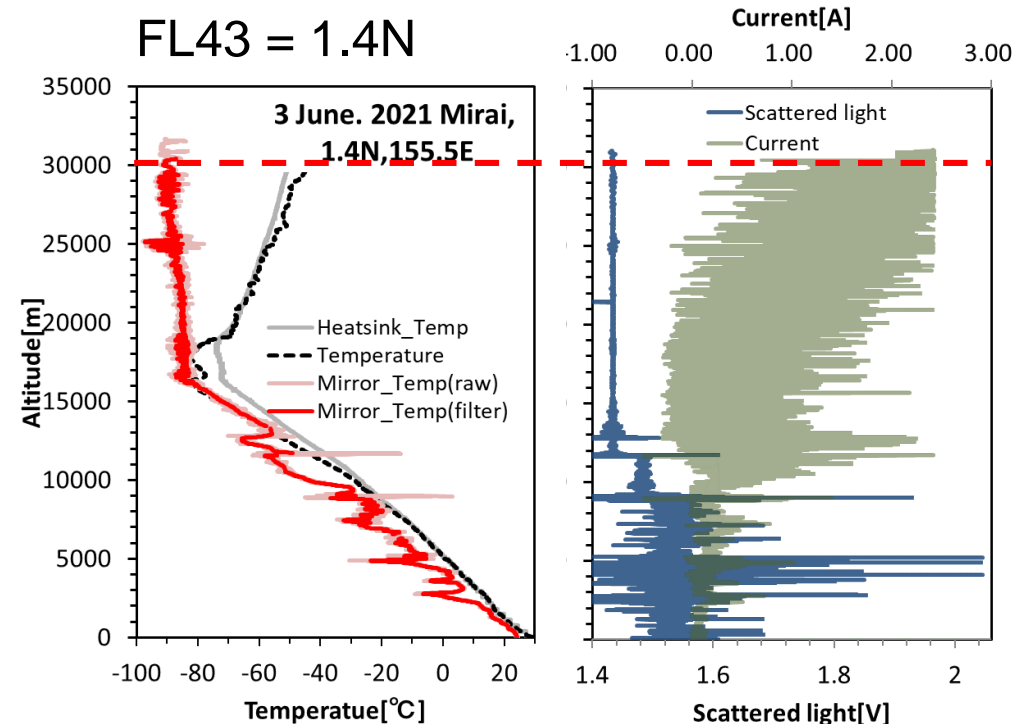 FL43 = 1.4N
Current[A]
-1.00 0.00 1.00 2.00 3.00
3 June. 2021 Mirai,
1.4N,155.5E
35000
30000
25000
20000
15000
10000
5000
0
Altitude[m]
Heatsink_Temp
Temperature
Mirror_Temp(raw)
Mirror_Temp(filter)
-100 -80 -60 -40 -20 0 20
Temperatue[°C]
Scattered light
Current
1.4 1.6 1.8 2
Scattered light[V]